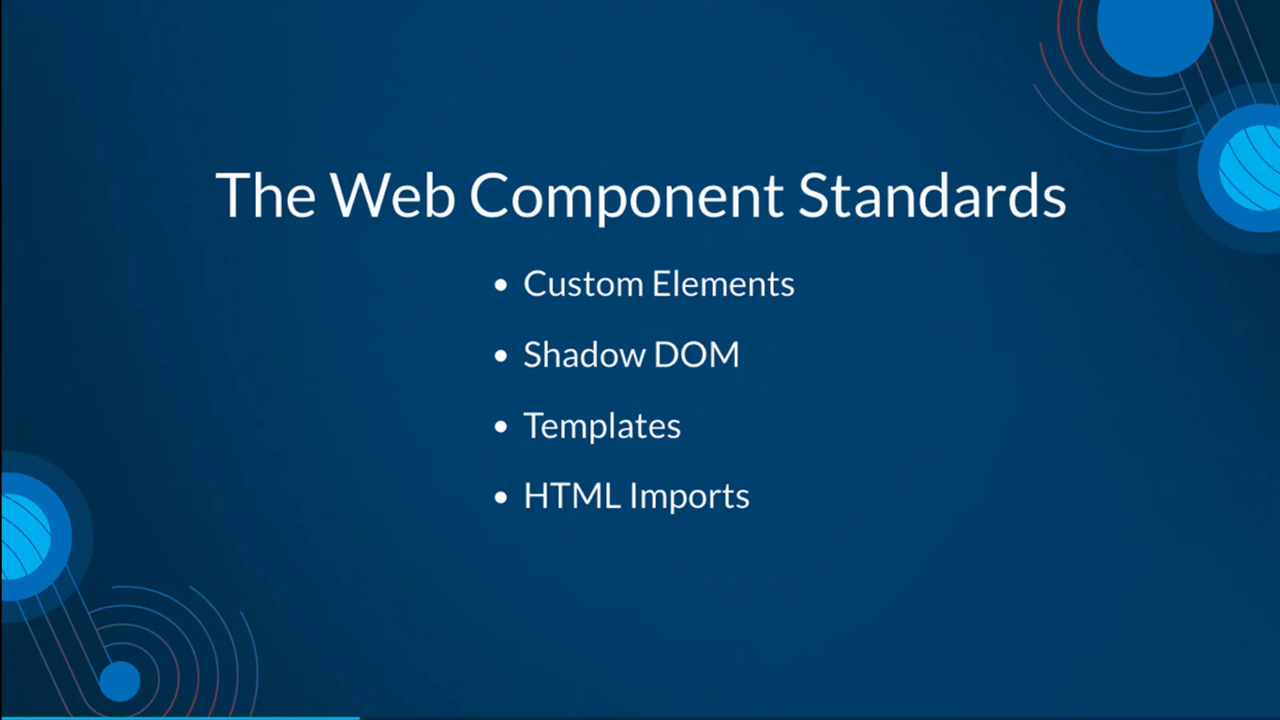 The Web Component Standards
• Custom Elements
• Shadow DOM
• Templates
• HTML Imports